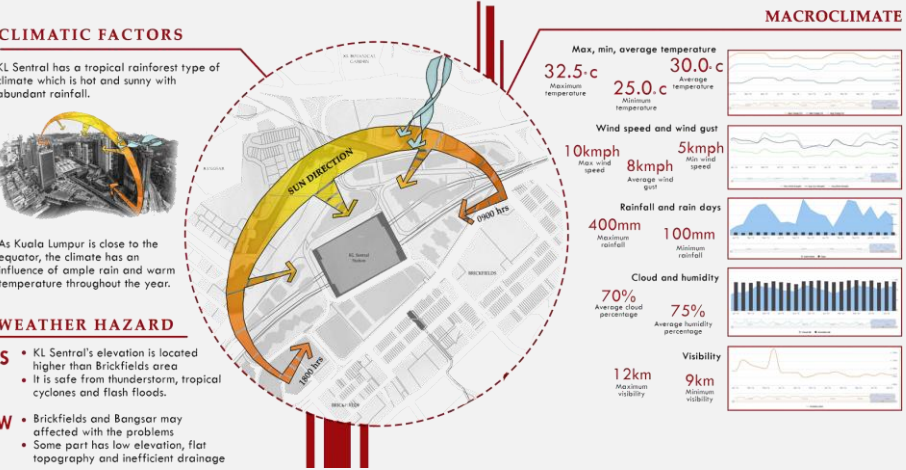 CLIMATIC FACTORS
KL Sentral has a tropical rainforest type of
climate which is hot and sunny with
abundant rainfall.
As Kuala Lumpur is close to the
equator, the climate has an
influence of ample rain and warm
temperature throughout the year.
WEATHER HAZARD
S
• KL Sentral's elevation is located
higher than Brickfields area
• It is safe from thunderstorm, tropical
cyclones and flash floods.
W
• Brickfields and Bangsar may
affected with the problems
• Some part has low elevation, flat
topography and inefficient drainage
SUN DIRECTION
0900 hrs
1800 hrs
KL Sentral
Station
BRICKFIELDS
MACROCLIMATE
Max, min, average temperature
32.5°c
Maximum
temperature
25.0°c
Minimum
temperature
30.0°c
Average
temperature
Wind speed and wind gust
10kmph
Max wind
speed
8kmph
Average wind
gust
5kmph
Min wind
speed
Rainfall and rain days
400mm
Maximum
rainfall
100mm
Minimum
rainfall
Cloud and humidity
70%
Average cloud
percentage
75%
Average humidity
percentage
Visibility
12km
Maximum
visibility
9km
Minimum
visibility